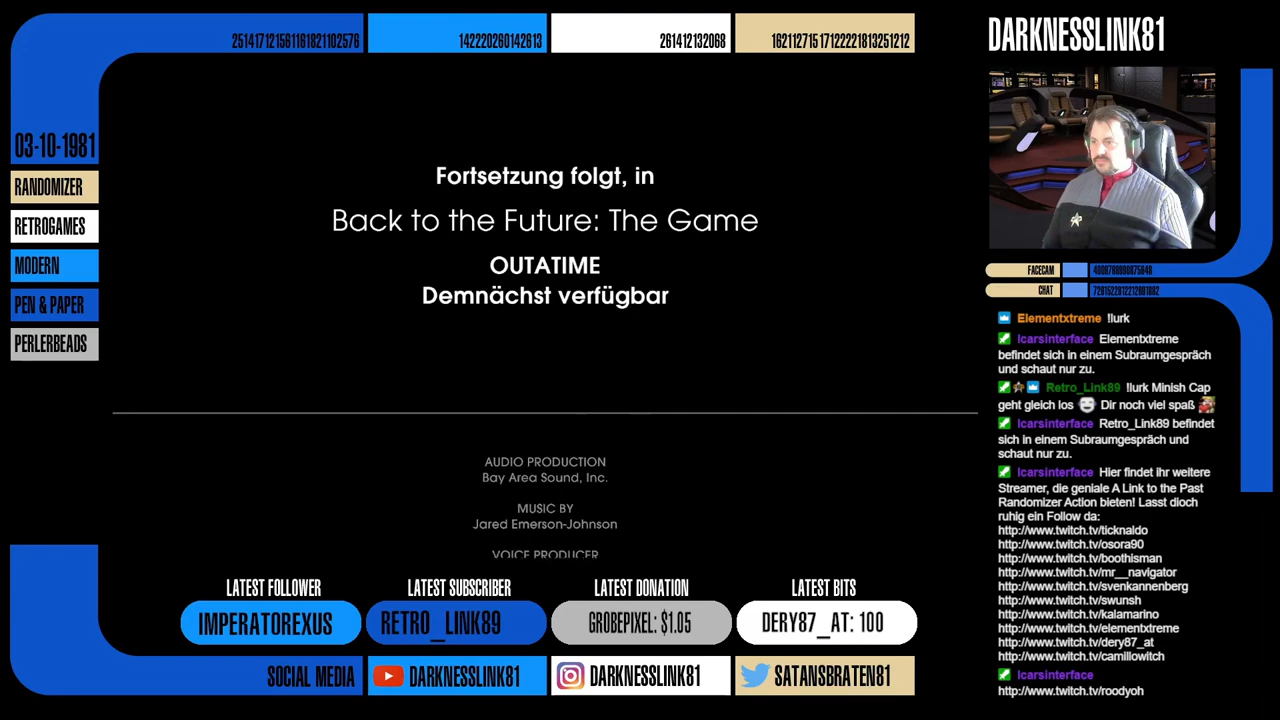 251417121561161821102576
142220260142613
261412132068
16211271517122221813251212
DARKNESSLINK81
03-10-1981
RANDOMIZER
RETROGAMES
MODERN
PEN & PAPER
PERLERBEADS
Fortsetzung folgt, in
Back to the Future: The Game
OUTATIME
Demnächst verfügbar
AUDIO PRODUCTION
Bay Area Sound, Inc.
MUSIC BY
Jared Emerson-Johnson
VOICE PRODUCER
FACECAM
CHAT
Elementxtreme !lurk
lcarsinterface Elementxtreme
befindet sich in einem Subraumgespräch
und schaut nur zu.
Retro_Link89 !lurk Minish Cap
geht gleich los Dir noch viel spaß
lcarsinterface Retro_Link89 befindet
sich in einem Subraumgespräch und
schaut nur zu.
lcarsinterface Hier findet ihr weitere
Streamer, die geniale A Link to the Past
Randomizer Action bieten! Lasst dioch
ruhig ein Follow da:
http://www.twitch.tv/ticknaldo
http://www.twitch.tv/osora90
http://www.twitch.tv/boothisman
http://www.twitch.tv/mr__navigator
http://www.twitch.tv/svenkannenberg
http://www.twitch.tv/swunsh
http://www.twitch.tv/kalamarino
http://www.twitch.tv/elementxtreme
http://www.twitch.tv/dery87_at
http://www.twitch.tv/camillowitch
lcarsinterface
http://www.twitch.tv/roodyoh
LATEST FOLLOWER
IMPERATOREXUS
LATEST SUBSCRIBER
RETRO_LINK89
LATEST DONATION
GROBEPIXEL: $1.05
LATEST BITS
DERY87_AT: 100
SOCIAL MEDIA
DARKNESSLINK81
DARKNESSLINK81
SATANSBRATEN81